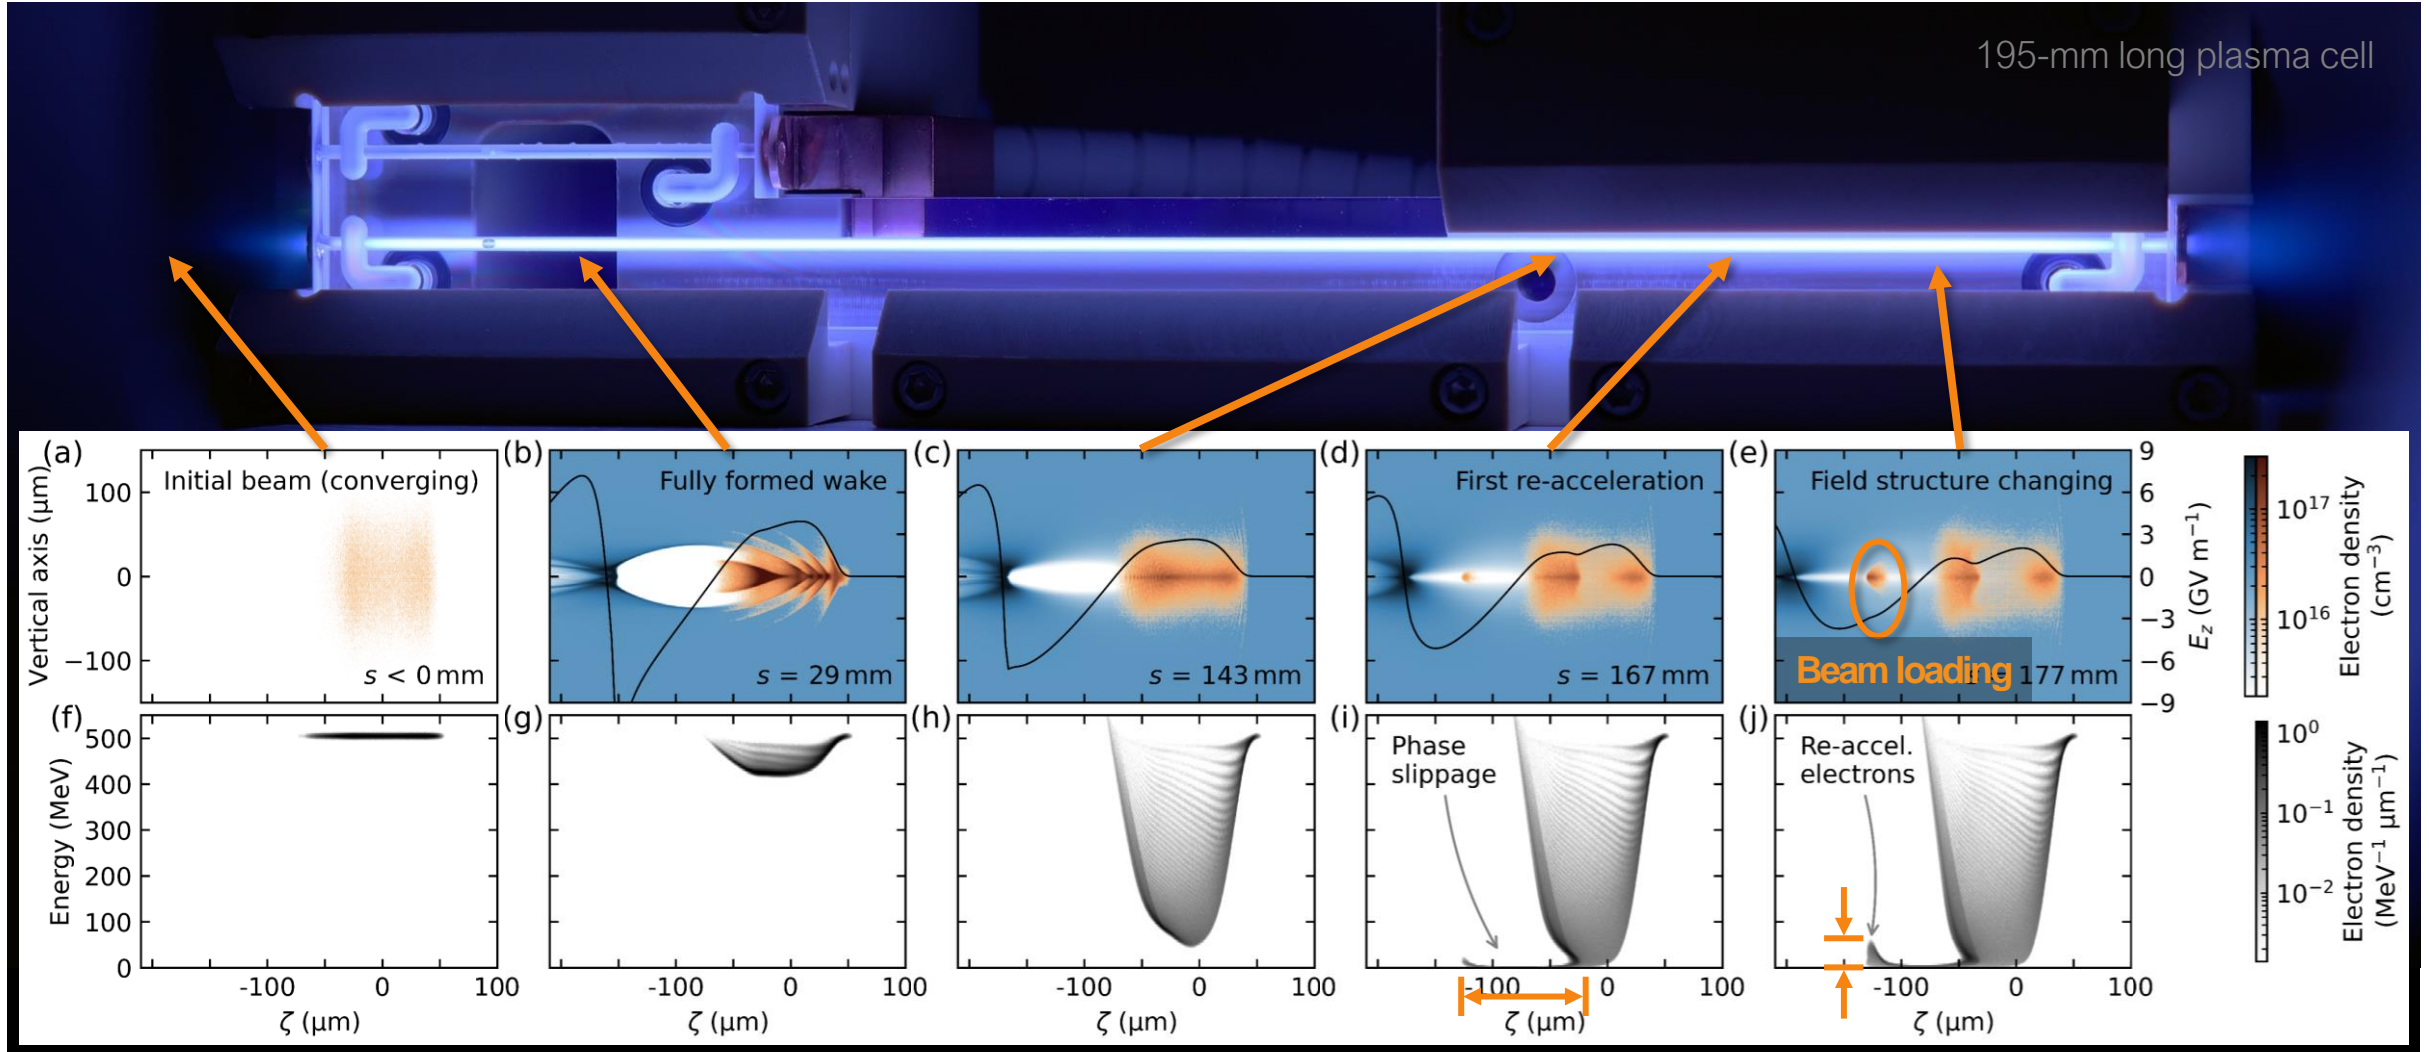 195-mm long plasma cell
(a)
Initial beam (converging)
s < 0 mm
Vertical axis (μm)
100
0
−100
(b)
Fully formed wake
s = 29 mm
(c)
s = 143 mm
(d)
First re-acceleration
s = 167 mm
(e)
Field structure changing
Beam loading
177 mm
9
6
3
0
−3
−6
−9
E_z (GV m⁻¹)
10¹⁷
10¹⁶
Electron density
(cm⁻³)
(f)
Energy (MeV)
500
400
300
200
100
0
(g)
(h)
(i)
Phase
slippage
(j)
Re-accel.
electrons
10⁰
10⁻¹
10⁻²
Electron density
(MeV⁻¹ μm⁻¹)
-100 0 100
ζ (μm)
-100 0 100
ζ (μm)
-100 0 100
ζ (μm)
-100 0 100
ζ (μm)
-100 0 100
ζ (μm)